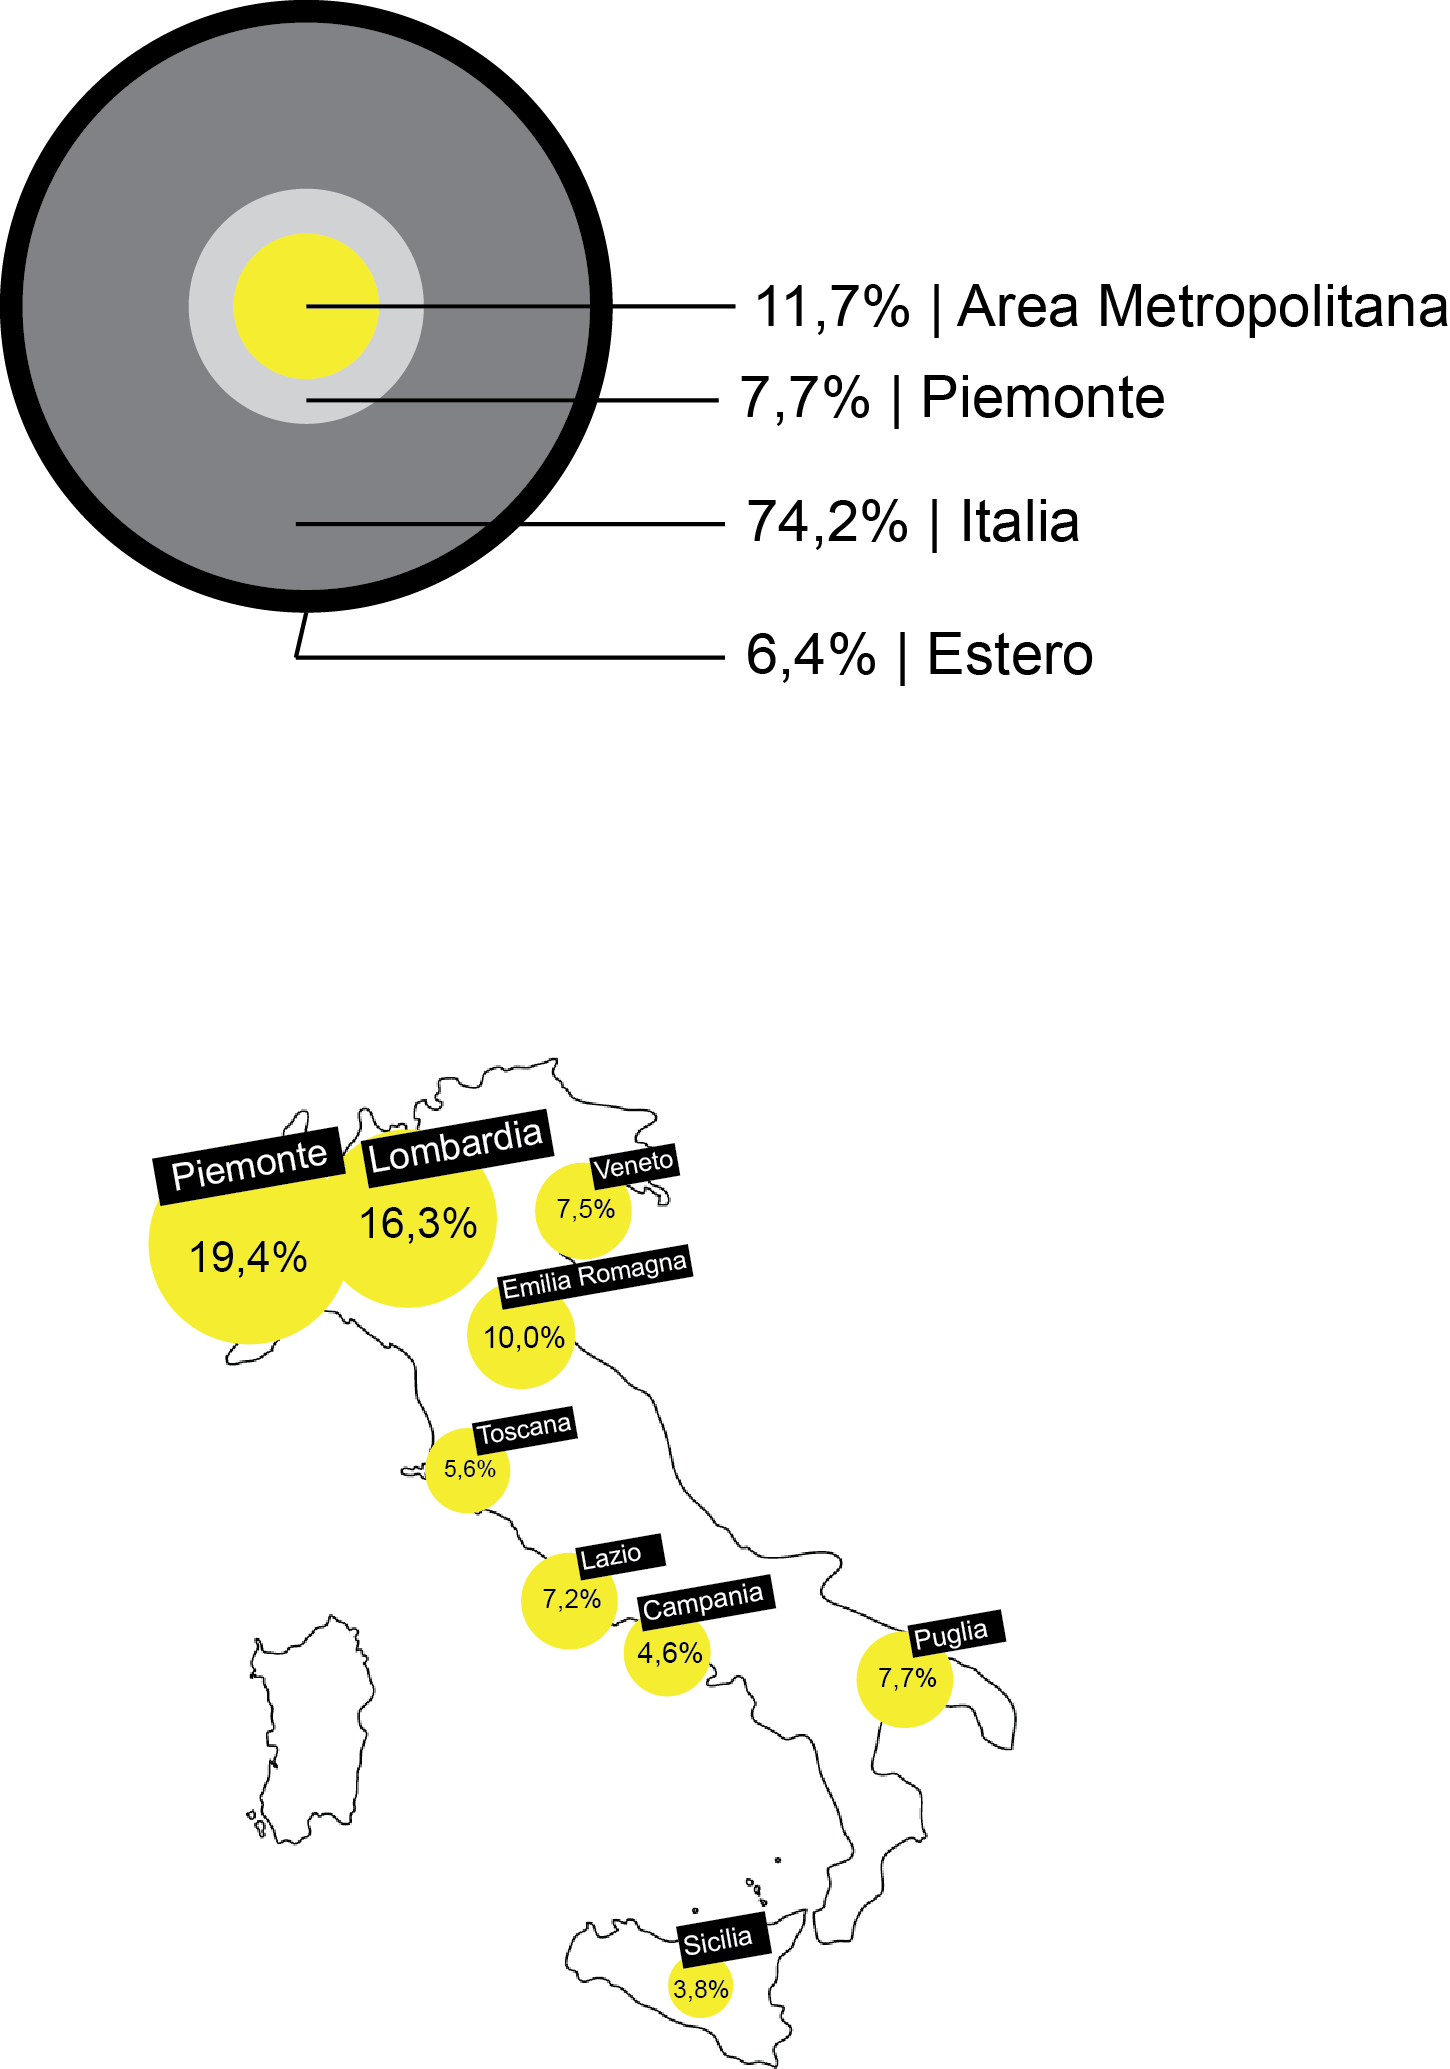 11,7% | Area Metropolitana
7,7% | Piemonte
74,2% | Italia
6,4% | Estero
Piemonte
19,4%
Lombardia
16,3%
Veneto
7,5%
Emilia Romagna
10,0%
Toscana
5,6%
Lazio
7,2%
Campania
4,6%
Puglia
7,7%
Sicilia
3,8%